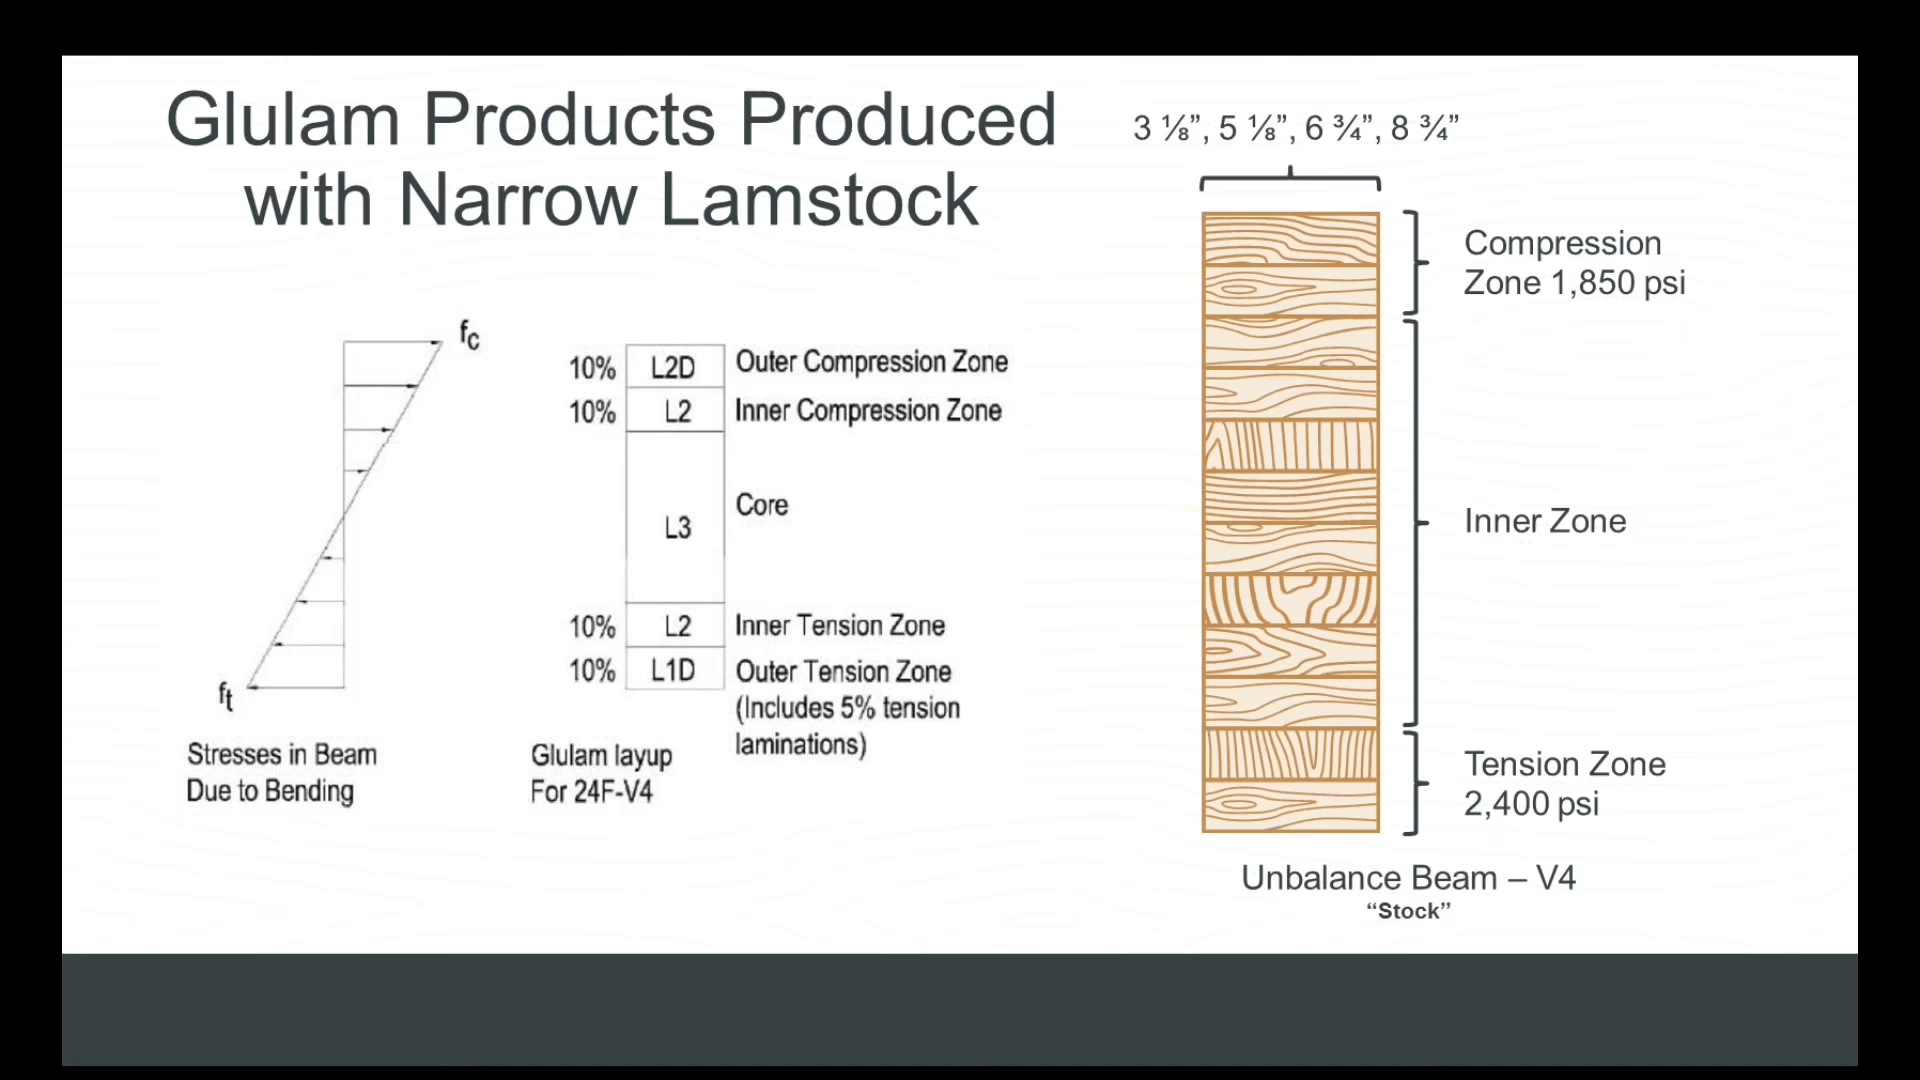 Glulam Products Produced
with Narrow Lamstock
3 ⅛”, 5 ⅛”, 6 ¾”, 8 ¾”
Compression
Zone 1,850 psi
Inner Zone
Tension Zone
2,400 psi
Unbalance Beam – V4
“Stock”
fc
ft
Stresses in Beam
Due to Bending
10% L2D Outer Compression Zone
10% L2 Inner Compression Zone
L3 Core
10% L2 Inner Tension Zone
10% L1D Outer Tension Zone
(Includes 5% tension
laminations)
Glulam layup
For 24F-V4